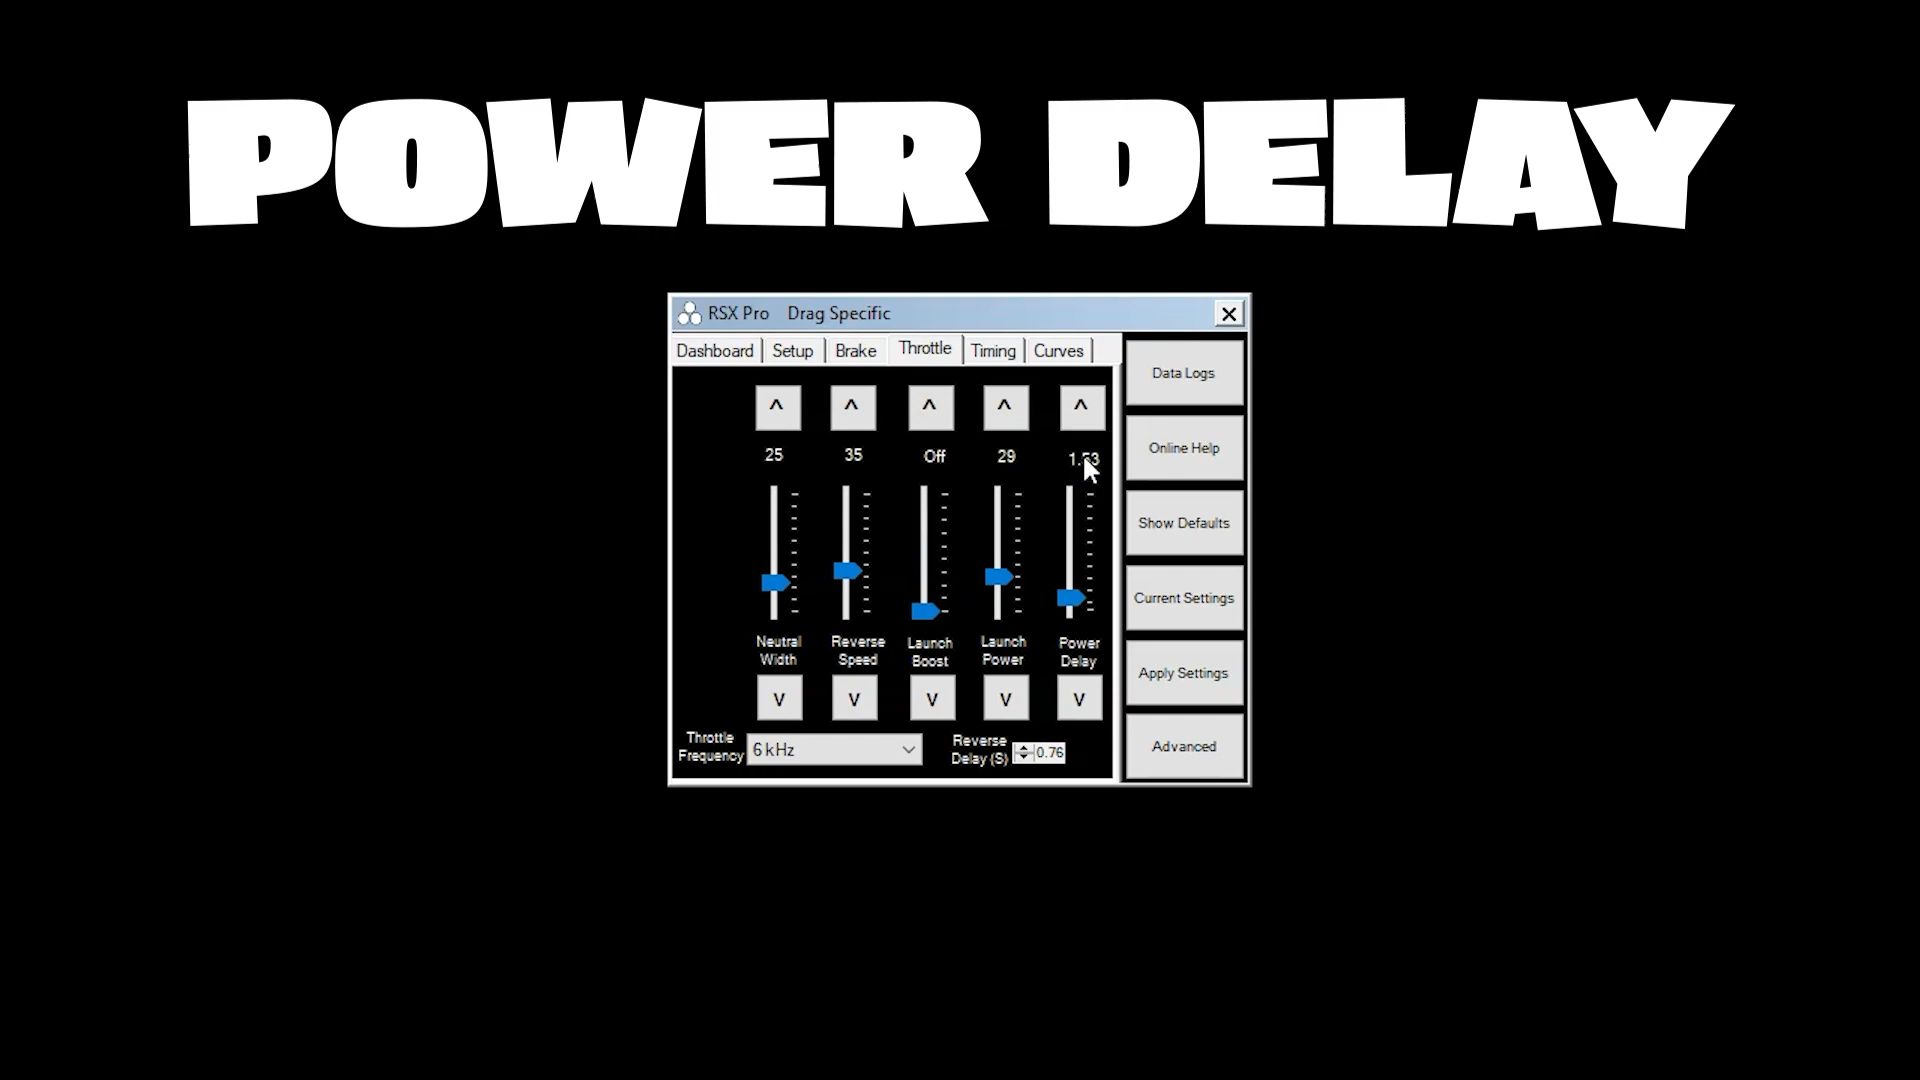 POWER DELAY
RSX Pro Drag Specific
Dashboard Setup Brake Throttle Timing Curves
Data Logs
Online Help
Show Defaults
Current Settings
Apply Settings
Advanced
^ ^ ^ ^ ^
25 35 Off 29 1.53
Neutral Width
Reverse Speed
Launch Boost
Launch Power
Power Delay
v v v v v
Throttle Frequency
6 kHz
Reverse Delay (S)
0.76